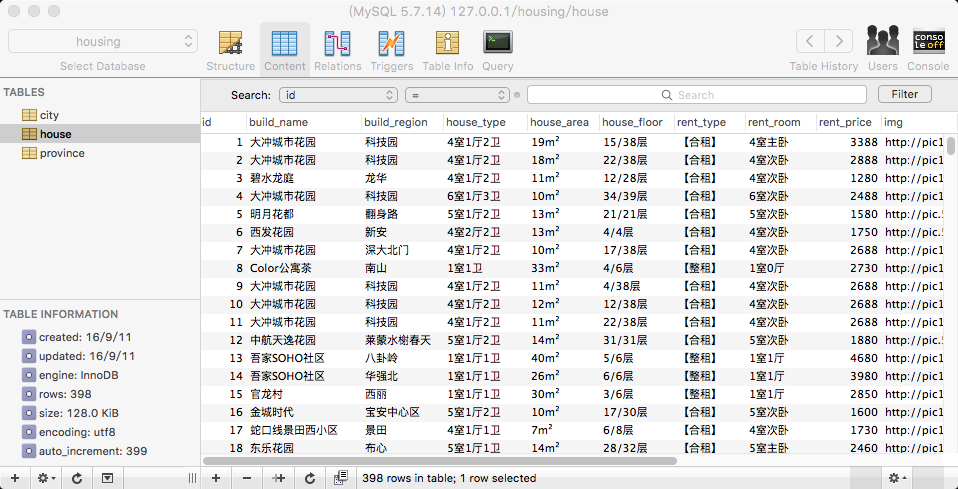 (MySQL 5.7.14) 127.0.0.1/housing/house
housing
Select Database
Structure Content Relations Triggers Table Info Query
Table History Users Console
console off
TABLES
city
house
province
Search: id = Search Filter
id build_name build_region house_type house_area house_floor rent_type rent_room rent_price img
1 大冲城市花园 科技园 4室1厅2卫 19m² 15/38层 【合租】 4室主卧 3388 http://pic1
2 大冲城市花园 科技园 4室1厅2卫 18m² 22/38层 【合租】 4室次卧 2888 http://pic1
3 碧水龙庭 龙华 4室1厅2卫 11m² 12/28层 【合租】 4室次卧 1280 http://pic1
4 大冲城市花园 科技园 6室1厅3卫 10m² 34/39层 【合租】 6室次卧 2488 http://pic1
5 明月花都 翻身路 5室1厅2卫 13m² 21/21层 【合租】 5室次卧 1580 http://pic.5
6 西发花园 新安 4室2厅2卫 13m² 4/4层 【合租】 4室次卧 1750 http://pic.5
7 大冲城市花园 深大北门 4室1厅2卫 10m² 17/38层 【合租】 4室次卧 2688 http://pic1
8 Color公寓茶 南山 1室1卫 33m² 4/6层 【整租】 1室0厅 2730 http://pic1
9 大冲城市花园 科技园 4室1厅2卫 11m² 4/38层 【合租】 4室次卧 2688 http://pic1
10 大冲城市花园 科技园 4室1厅2卫 12m² 12/38层 【合租】 4室次卧 2688 http://pic1
11 大冲城市花园 科技园 4室1厅2卫 11m² 22/38层 【合租】 4室次卧 2688 http://pic1
12 中航天逸花园 莱蒙水榭春天 5室1厅2卫 14m² 31/31层 【合租】 5室次卧 1880 http://pic.5
13 吾家SOHO社区 八卦岭 1室1厅1卫 40m² 5/6层 【整租】 1室1厅 4680 http://pic1
14 吾家SOHO社区 华强北 1室1厅1卫 26m² 6/6层 【整租】 1室1厅 3980 http://pic1
15 官龙村 西丽 1室1厅1卫 30m² 3/6层 【整租】 1室1厅 2850 http://pic1
16 金城时代 宝安中心区 5室1厅2卫 10m² 17/30层 【合租】 5室次卧 1600 http://pic1
17 蛇口线景田西小区 景田 4室1厅1卫 7m² 6/8层 【合租】 4室次卧 1730 http://pic1
18 东乐花园 布心 5室1厅2卫 14m² 28/32层 【合租】 5室主卧 2460 http://pic1
TABLE INFORMATION
created: 16/9/11
updated: 16/9/11
engine: InnoDB
rows: 398
size: 128.0 KiB
encoding: utf8
auto_increment: 399
398 rows in table; 1 row selected